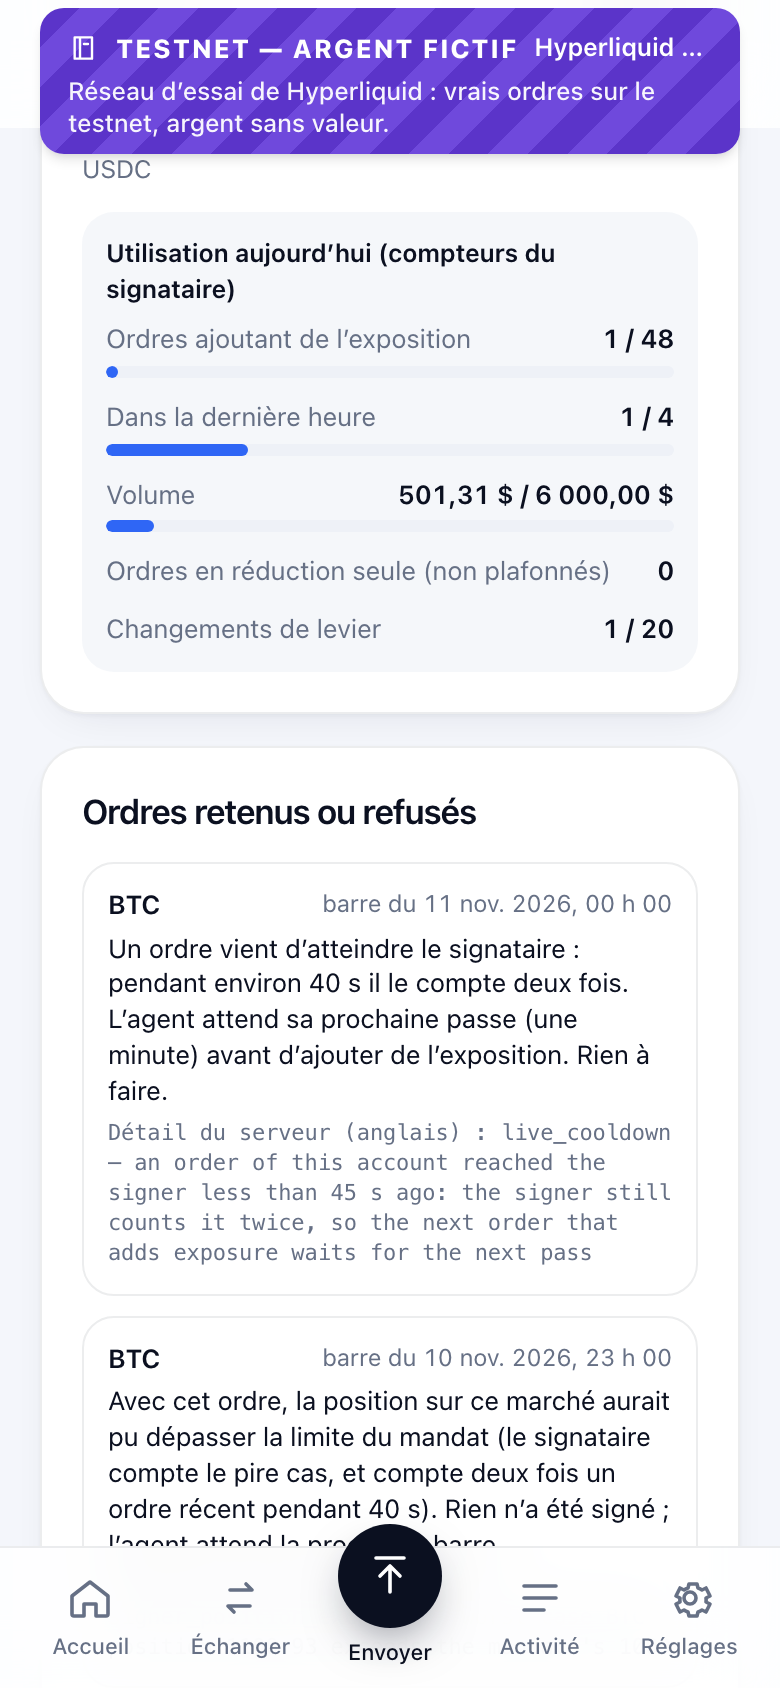 TESTNET — ARGENT FICTIF Hyperliquid ...
Réseau d’essai de Hyperliquid : vrais ordres sur le
testnet, argent sans valeur.
USDC
Utilisation aujourd’hui (compteurs du
signataire)
Ordres ajoutant de l’exposition 1 / 48
Dans la dernière heure 1 / 4
Volume 501,31 $ / 6 000,00 $
Ordres en réduction seule (non plafonnés) 0
Changements de levier 1 / 20
Ordres retenus ou refusés
BTC barre du 11 nov. 2026, 00 h 00
Un ordre vient d’atteindre le signataire :
pendant environ 40 s il le compte deux fois.
L’agent attend sa prochaine passe (une
minute) avant d’ajouter de l’exposition. Rien à
faire.
Détail du serveur (anglais) : live_cooldown
— an order of this account reached the
signer less than 45 s ago: the signer still
counts it twice, so the next order that
adds exposure waits for the next pass
BTC barre du 10 nov. 2026, 23 h 00
Avec cet ordre, la position sur ce marché aurait
pu dépasser la limite du mandat (le signataire
compte le pire cas, et compte deux fois un
ordre récent pendant 40 s). Rien n’a été signé ;
l’agent attend la barre
Accueil Échanger Envoyer Activité Réglages